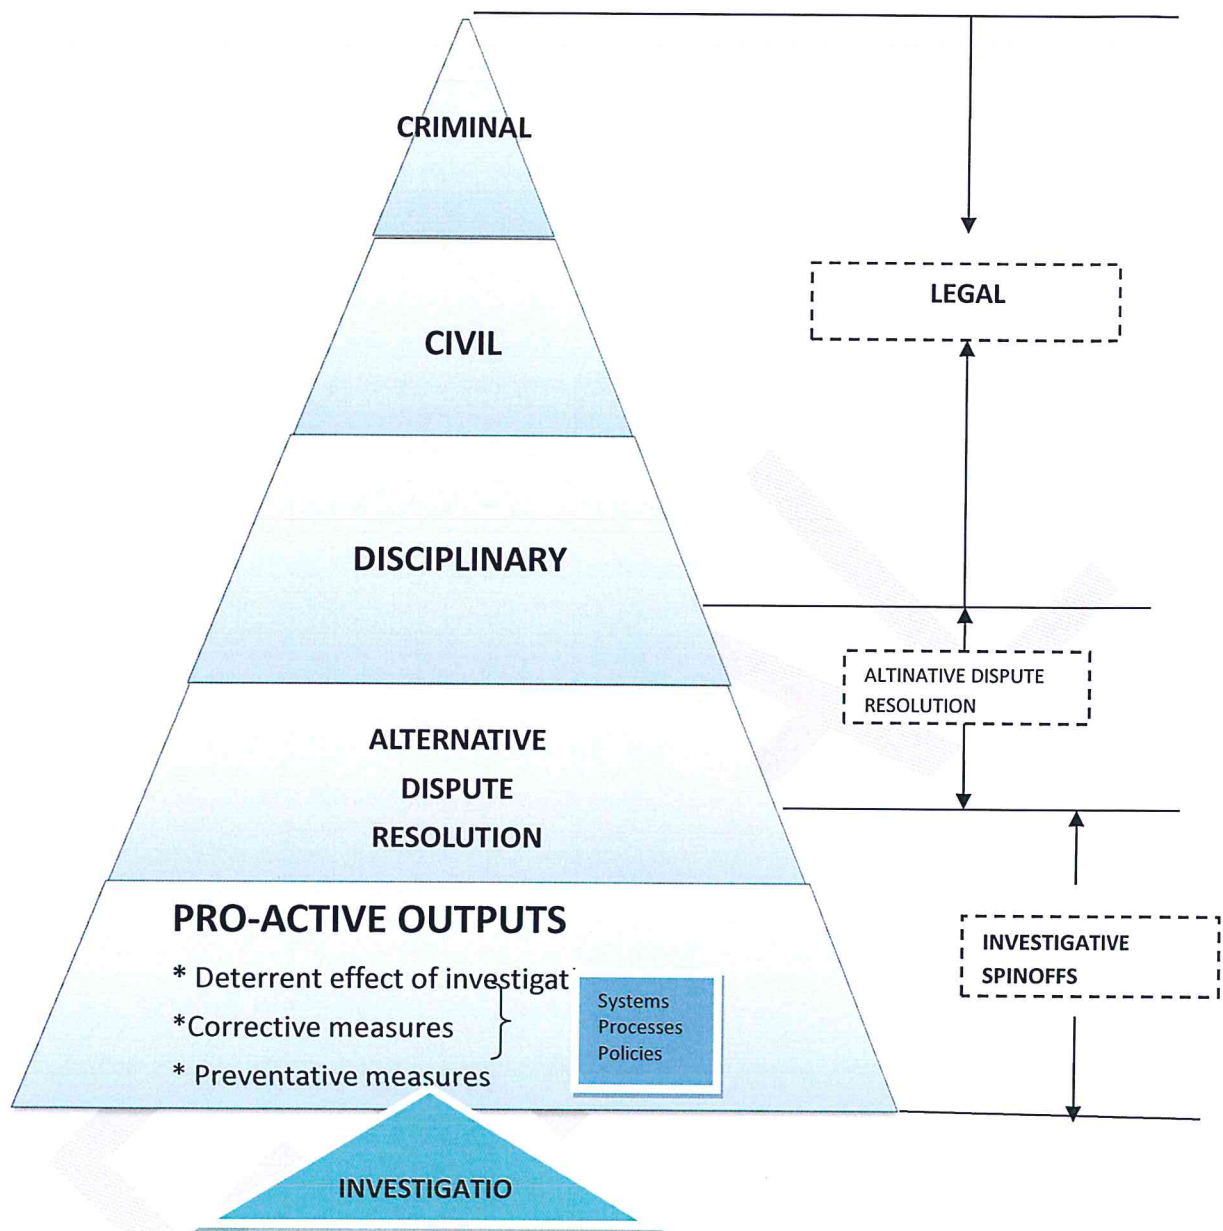 CRIMINAL
LEGAL
CIVIL
DISCIPLINARY
ALTINATIVE DISPUTE
RESOLUTION
ALTERNATIVE
DISPUTE
RESOLUTION
PRO-ACTIVE OUTPUTS
* Deterrent effect of investigati
*Corrective measures
* Preventative measures
Systems
Processes
Policies
INVESTIGATIVE
SPINOFFS
INVESTIGATIO